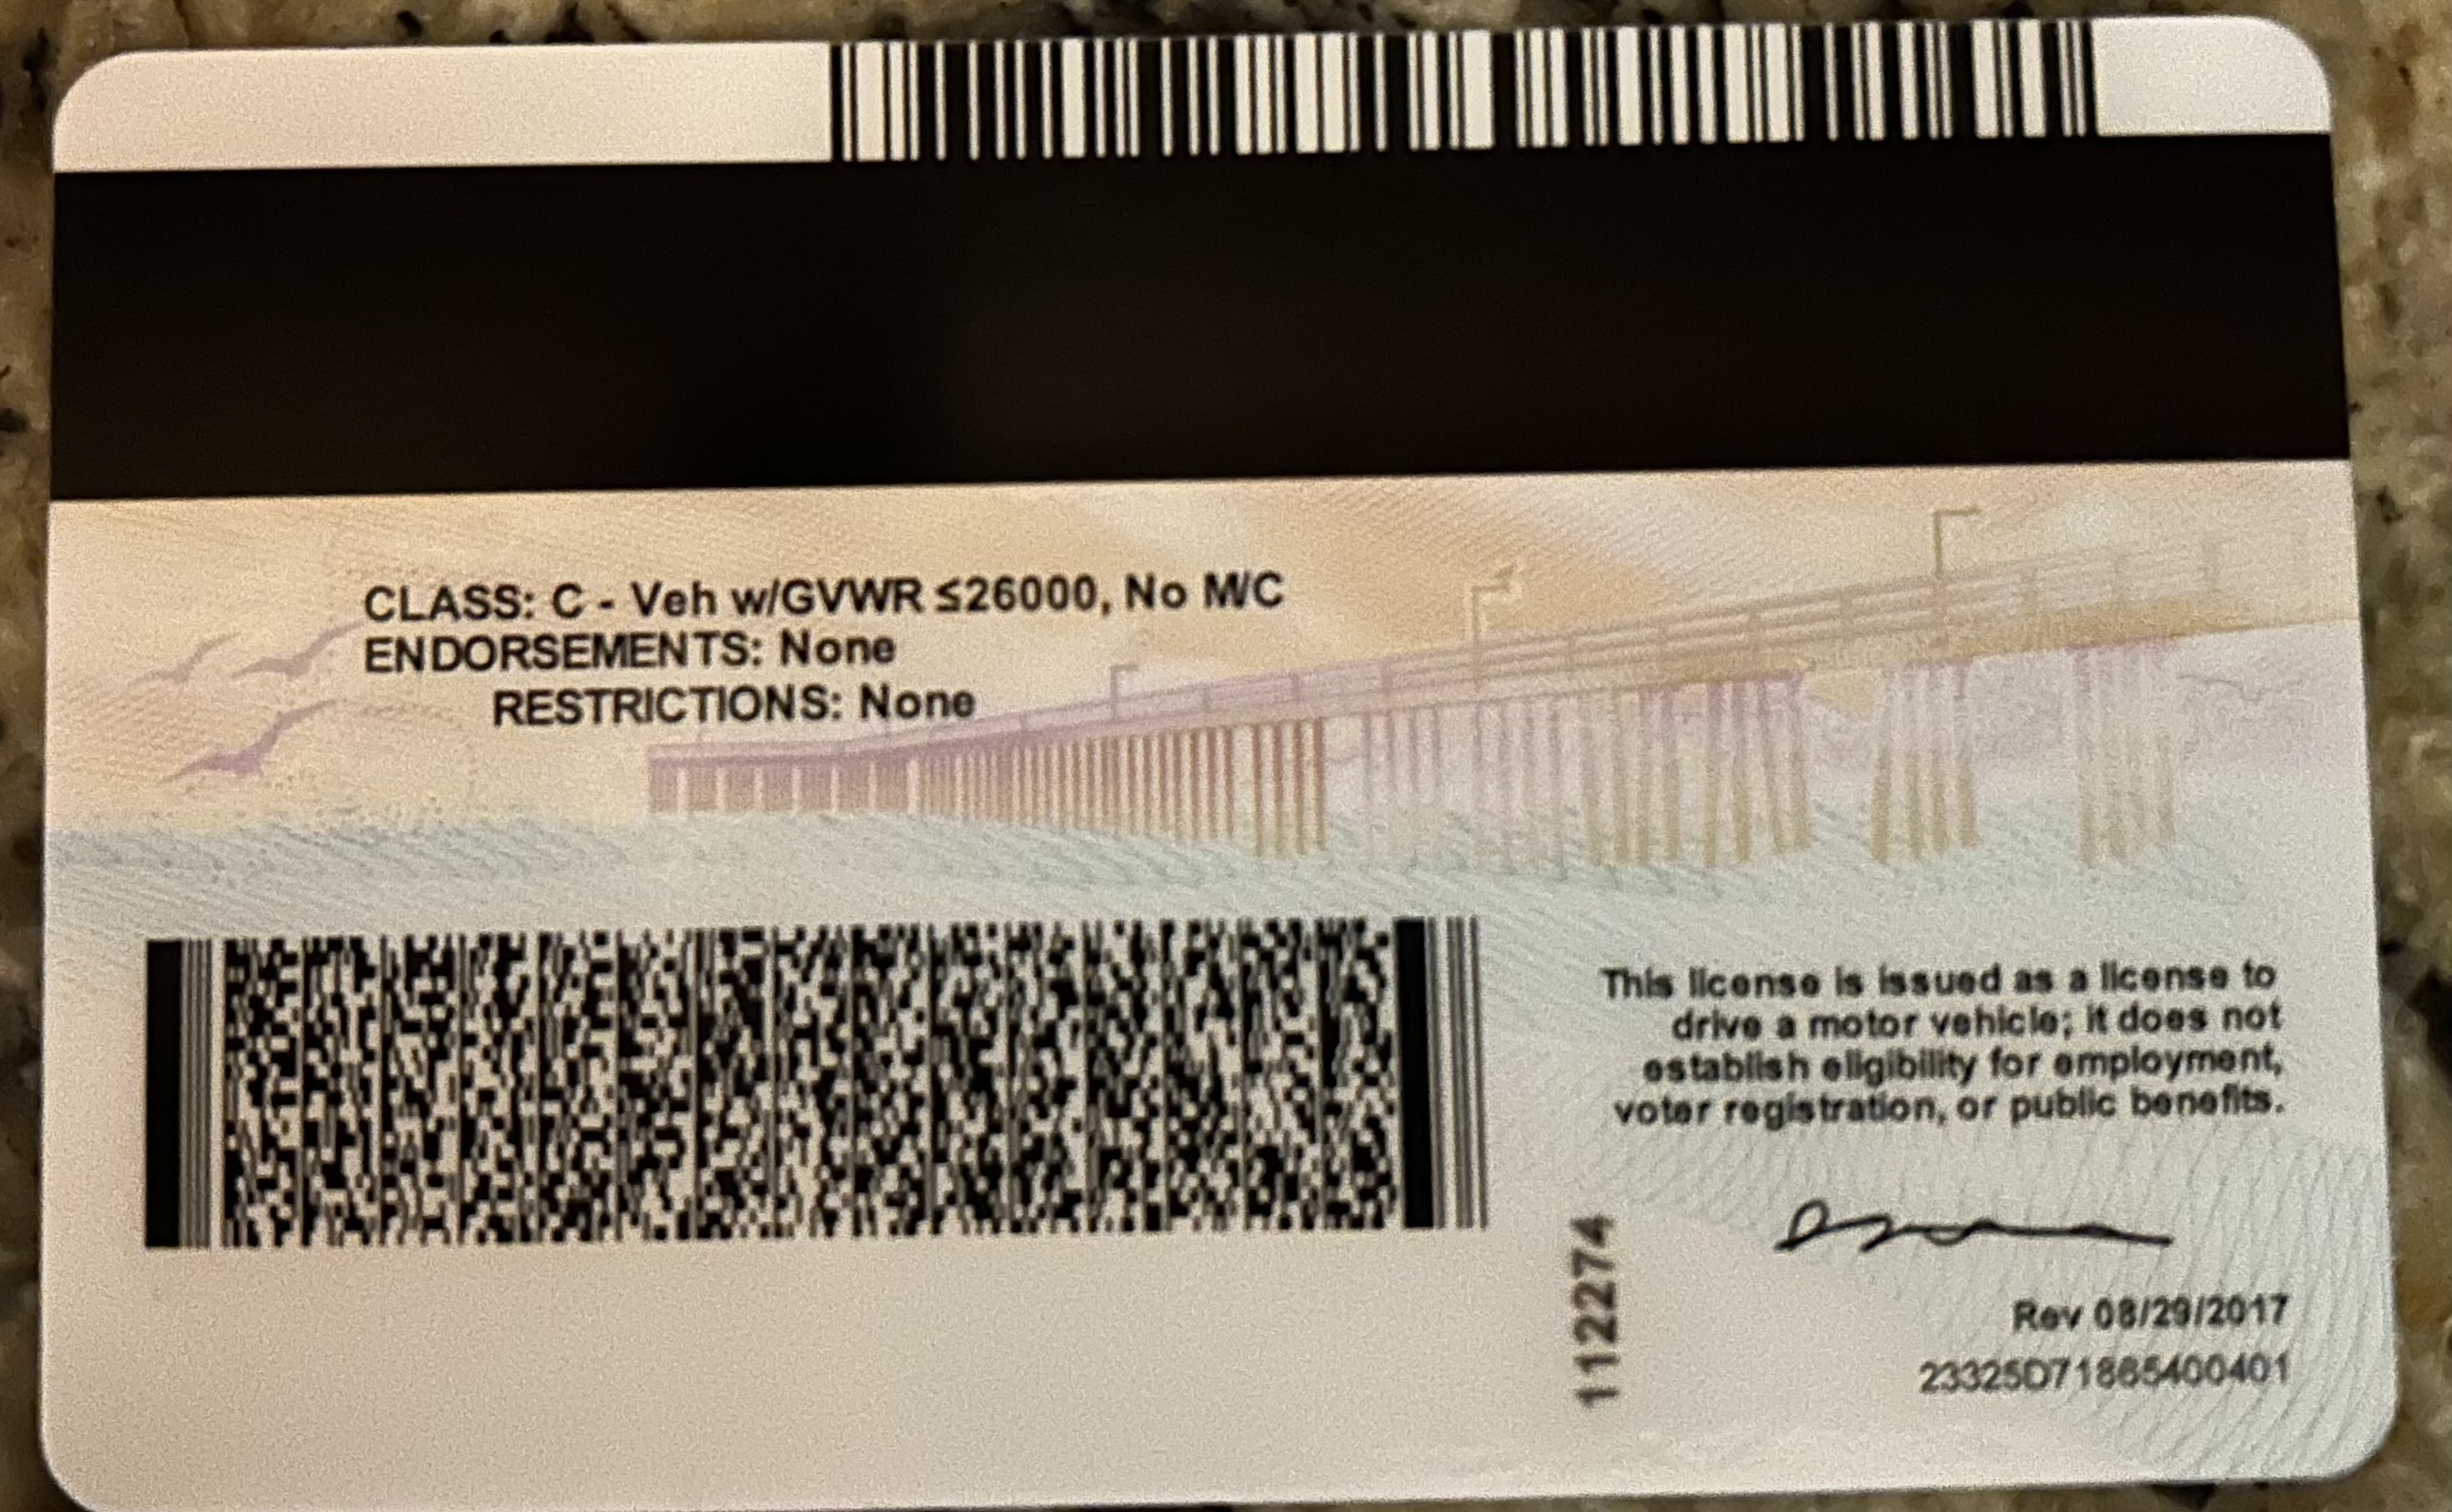 CLASS: C - Veh w/GVWR ≤26000, No M/C
ENDORSEMENTS: None
RESTRICTIONS: None
This license is issued as a license to
drive a motor vehicle; it does not
establish eligibility for employment,
voter registration, or public benefits.
112274
Rev 08/29/2017
23325D71865400401